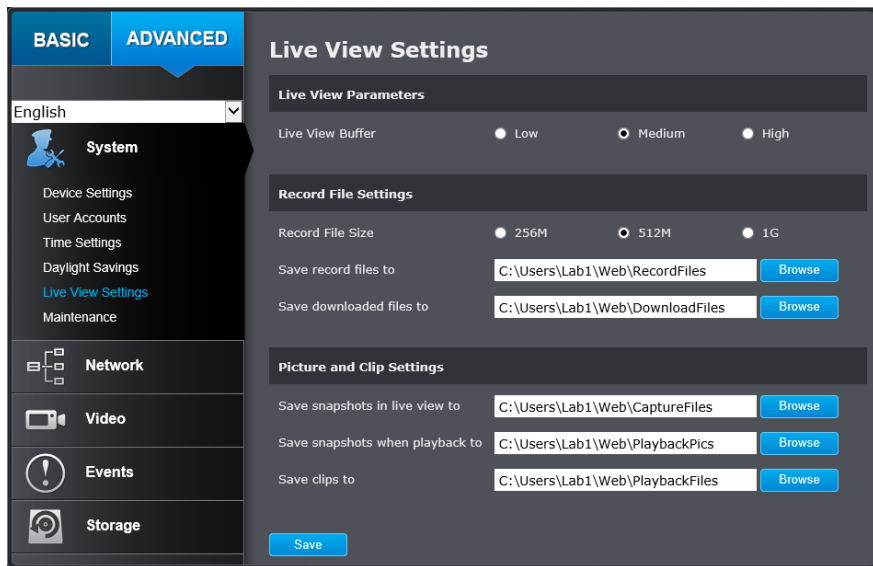 BASIC ADVANCED
English
System
Device Settings
User Accounts
Time Settings
Daylight Savings
Live View Settings
Maintenance
Network
Video
Events
Storage
Live View Settings
Live View Parameters
Live View Buffer Low Medium High
Record File Settings
Record File Size 256M 512M 1G
Save record files to C:\Users\Lab1\Web\RecordFiles Browse
Save downloaded files to C:\Users\Lab1\Web\DownloadFiles Browse
Picture and Clip Settings
Save snapshots in live view to C:\Users\Lab1\Web\CaptureFiles Browse
Save snapshots when playback to C:\Users\Lab1\Web\PlaybackPics Browse
Save clips to C:\Users\Lab1\Web\PlaybackFiles Browse
Save